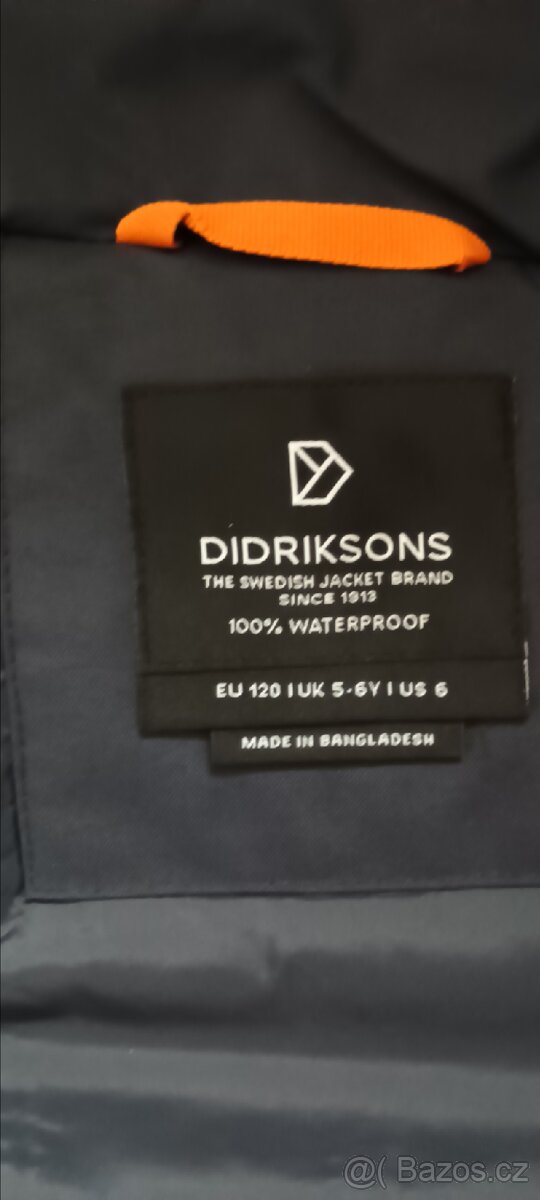 DIDRIKSONS
THE SWEDISH JACKET BRAND
SINCE 1913
100% WATERPROOF
EU 120 I UK 5-6Y I US 6
MADE IN BANGLADESH
@( Bazos.cz